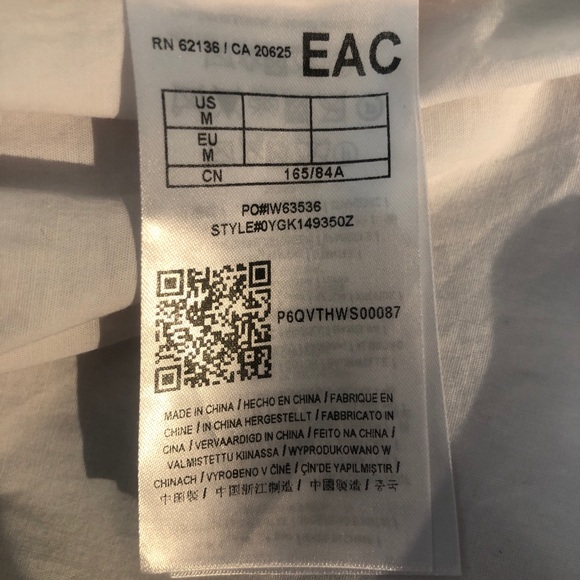 RN 62136 / CA 20625 EAC
US M
EU M
CN 165/84A
PO#IW63536
STYLE#0YGK149350Z
P6QVTHWS00087
MADE IN CHINA / HECHO EN CHINA / FABRIQUE EN
CHINE / IN CHINA HERGESTELLT / FABBRICATO IN
CINA / VERVAARDIGD IN CHINA / FEITO NA CHINA /
VALMISTETTU KIINASSA / WYPRODUKOWANO W
CHINACH / VYROBENO V ČÍNĚ / ÇİN'DE YAPILMIŞTIR /
中國製 / 中国浙江制造 / 中國製造 / 중국